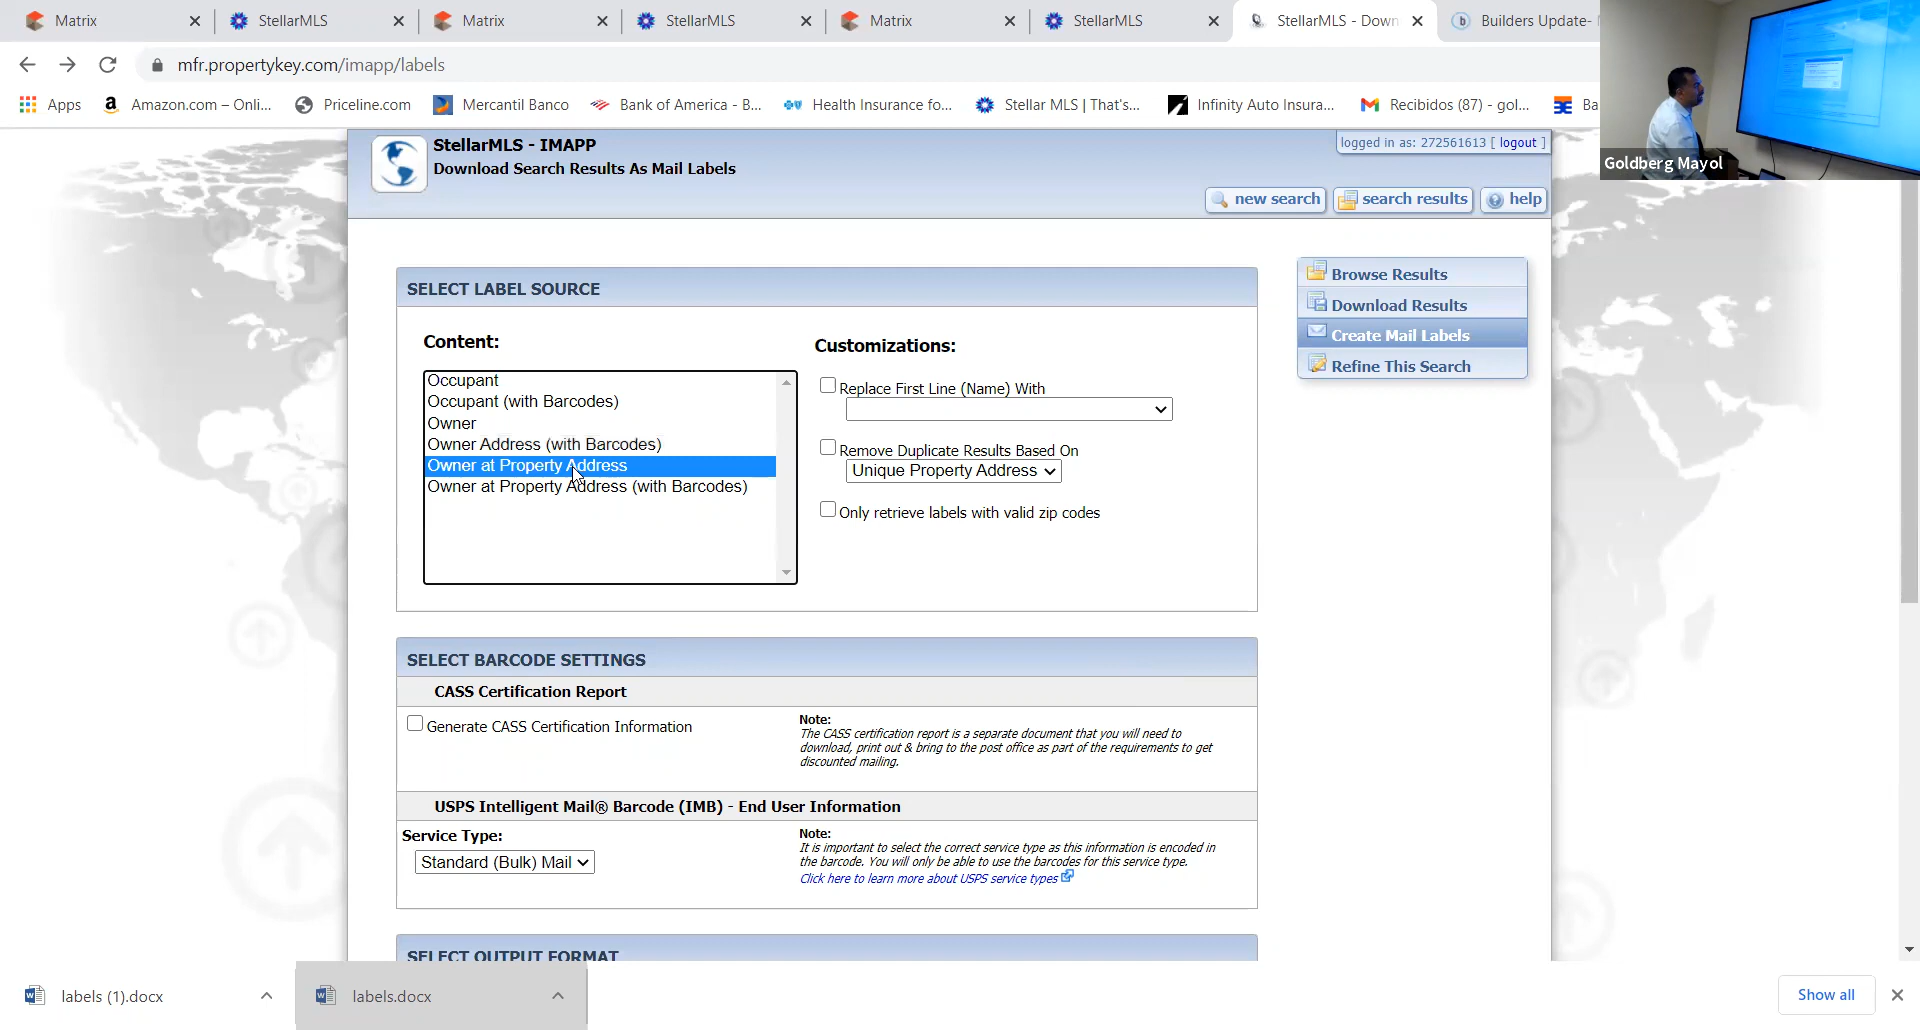 Matrix
StellarMLS
Matrix
StellarMLS
Matrix
StellarMLS
StellarMLS - Down
Builders Update-
mfr.propertykey.com/imapp/labels
Apps
Amazon.com – Onli...
Priceline.com
Mercantil Banco
Bank of America - B...
Health Insurance fo...
Stellar MLS | That's...
Infinity Auto Insura...
Recibidos (87) - gol...
Ba
Goldberg Mayol
StellarMLS - IMAPP
Download Search Results As Mail Labels
logged in as: 272561613 [ logout ]
new search
search results
help
SELECT LABEL SOURCE
Content:
Occupant
Occupant (with Barcodes)
Owner
Owner Address (with Barcodes)
Owner at Property Address
Owner at Property Address (with Barcodes)
Customizations:
Replace First Line (Name) With
Remove Duplicate Results Based On
Unique Property Address
Only retrieve labels with valid zip codes
Browse Results
Download Results
Create Mail Labels
Refine This Search
SELECT BARCODE SETTINGS
CASS Certification Report
Generate CASS Certification Information
Note:
The CASS certification report is a separate document that you will need to
download, print out & bring to the post office as part of the requirements to get
discounted mailing.
USPS Intelligent Mail® Barcode (IMB) - End User Information
Service Type:
Standard (Bulk) Mail
Note:
It is important to select the correct service type as this information is encoded in
the barcode. You will only be able to use the barcodes for this service type.
Click here to learn more about USPS service types
SELECT OUTPUT FORMAT
labels (1).docx
labels.docx
Show all